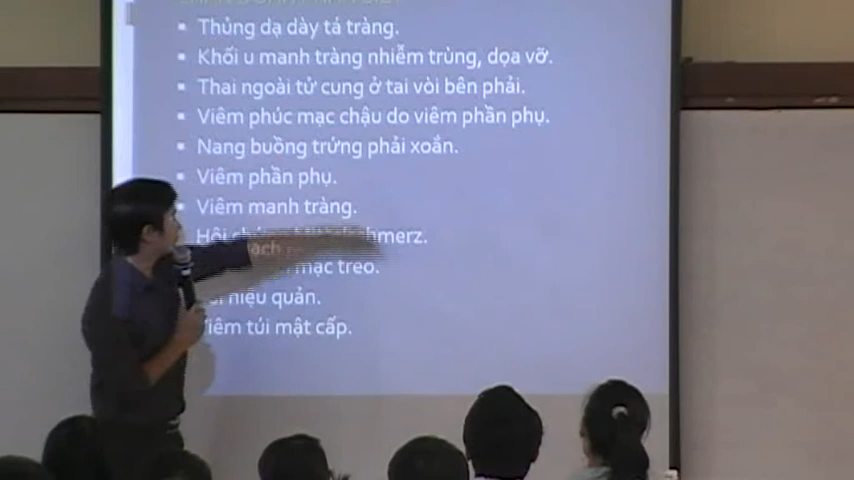 Thủng dạ dày tá tràng.
Khối u manh tràng nhiễm trùng, dọa vỡ.
Thai ngoài tử cung ở tai vòi bên phải.
Viêm phúc mạc chậu do viêm phần phụ.
Nang buồng trứng phải xoắn.
Viêm phần phụ.
Viêm manh tràng.
Hội
mạc treo.
niệu quản.
Viêm túi mật cấp.